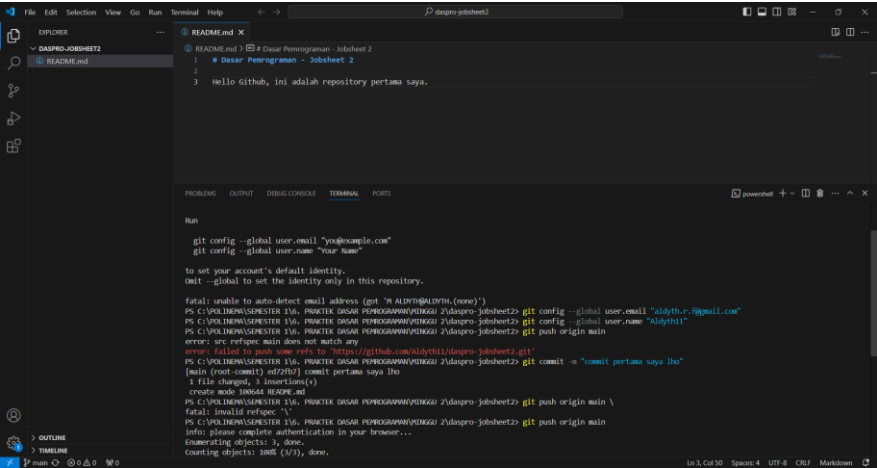 File Edit Selection View Go Run Terminal Help
daspro-jobsheet2
EXPLORER
DASPRO-JOBSHEET2
README.md
OUTLINE
TIMELINE
README.md
README.md > # Dasar Pemrograman - Jobsheet 2
1 # Dasar Pemrograman - Jobsheet 2
2
3 Hello Github, ini adalah repository pertama saya.
PROBLEMS OUTPUT DEBUG CONSOLE TERMINAL PORTS
powershell
Run
git config --global user.email "you@example.com"
git config --global user.name "Your Name"
to set your account's default identity.
Omit --global to set the identity only in this repository.
fatal: unable to auto-detect email address (got 'M ALDYTH@ALDYTH.(none)')
PS C:\POLINEMA\SEMESTER 1\6. PRAKTEK DASAR PEMROGRAMAN\MINGGU 2\daspro-jobsheet2> git config --global user.email "aldyth.r.f@gmail.com"
PS C:\POLINEMA\SEMESTER 1\6. PRAKTEK DASAR PEMROGRAMAN\MINGGU 2\daspro-jobsheet2> git config --global user.name "Aldyth11"
PS C:\POLINEMA\SEMESTER 1\6. PRAKTEK DASAR PEMROGRAMAN\MINGGU 2\daspro-jobsheet2> git push origin main
error: src refspec main does not match any
error: failed to push some refs to 'https://github.com/Aldyth11/daspro-jobsheet2.git'
PS C:\POLINEMA\SEMESTER 1\6. PRAKTEK DASAR PEMROGRAMAN\MINGGU 2\daspro-jobsheet2> git commit -m "commit pertama saya lho"
[main (root-commit) ed72fb7] commit pertama saya lho
1 file changed, 3 insertions(+)
create mode 100644 README.md
PS C:\POLINEMA\SEMESTER 1\6. PRAKTEK DASAR PEMROGRAMAN\MINGGU 2\daspro-jobsheet2> git push origin main \
fatal: invalid refspec '\'
PS C:\POLINEMA\SEMESTER 1\6. PRAKTEK DASAR PEMROGRAMAN\MINGGU 2\daspro-jobsheet2> git push origin main
info: please complete authentication in your browser...
Enumerating objects: 3, done.
Counting objects: 100% (3/3), done.
main 0 0 0 Ln 3, Col 50 Spaces: 4 UTF-8 CRLF Markdown